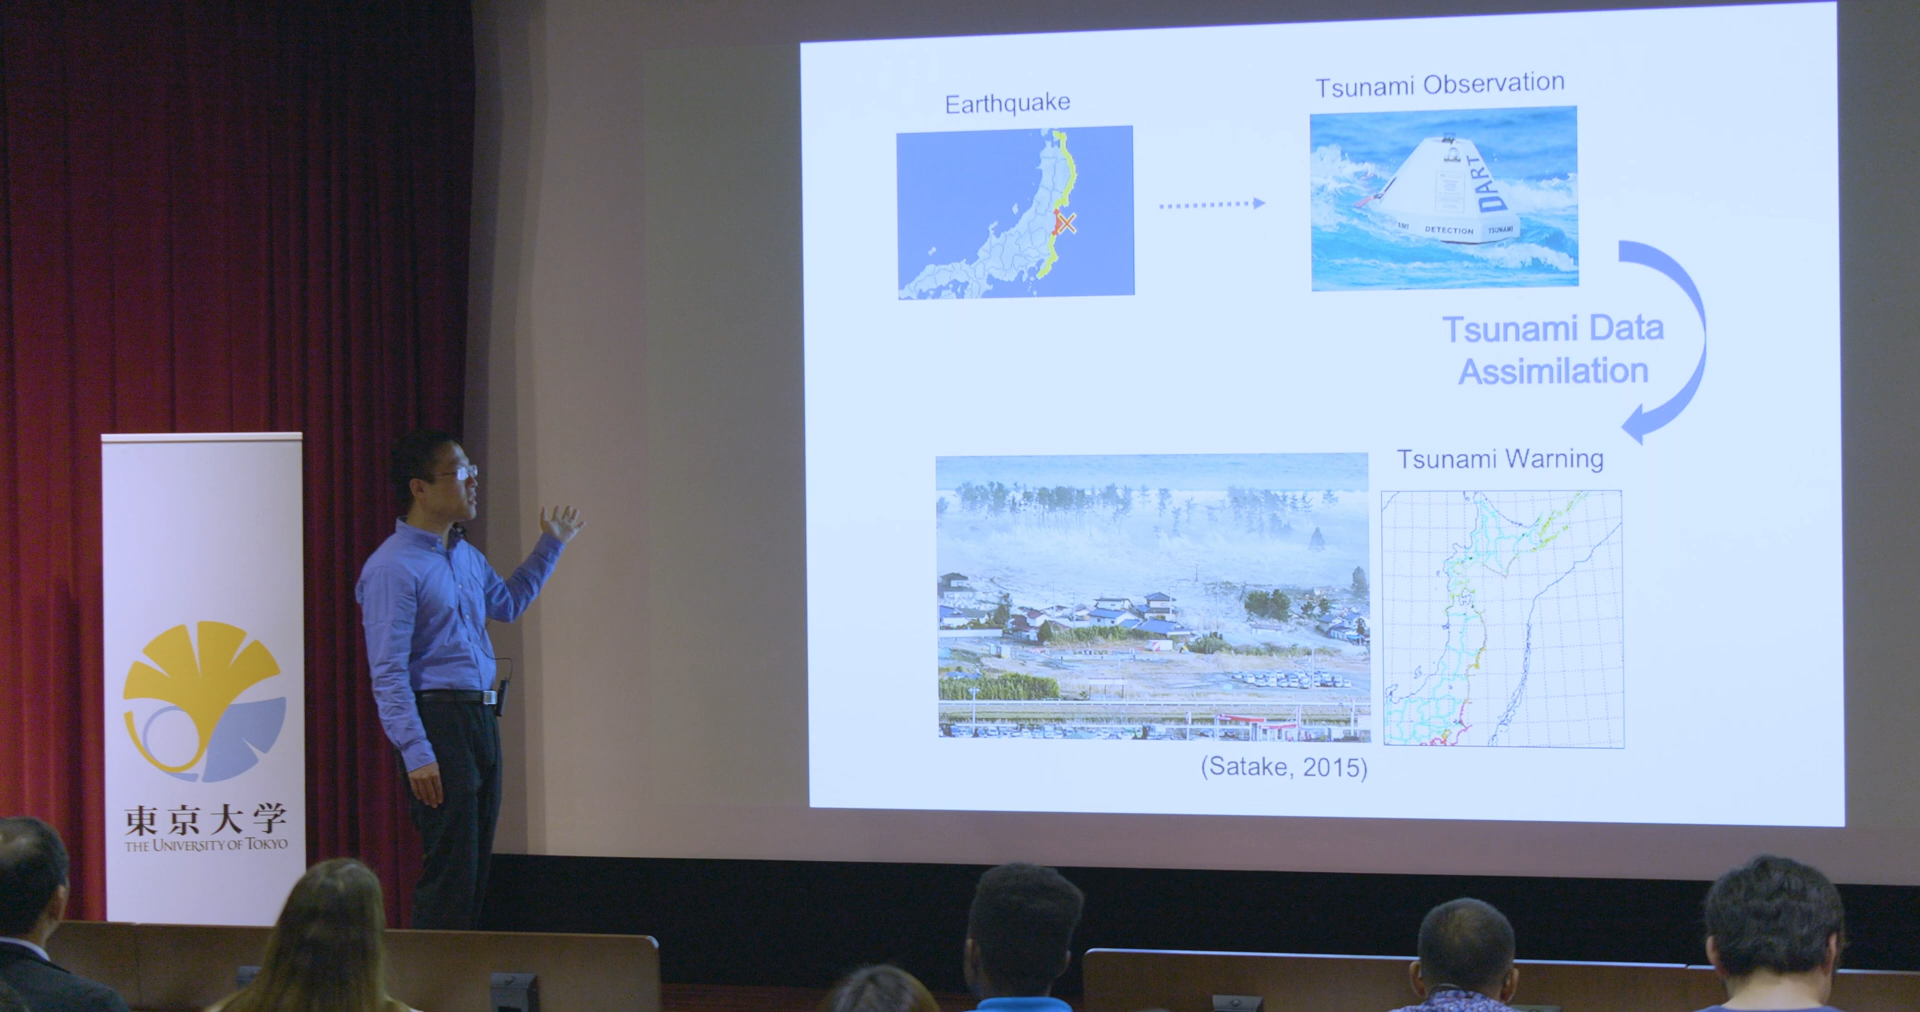 Earthquake
Tsunami Observation
DART
DETECTION
TSUNAMI
Tsunami Data
Assimilation
Tsunami Warning
(Satake, 2015)
東京大学
THE UNIVERSITY OF TOKYO